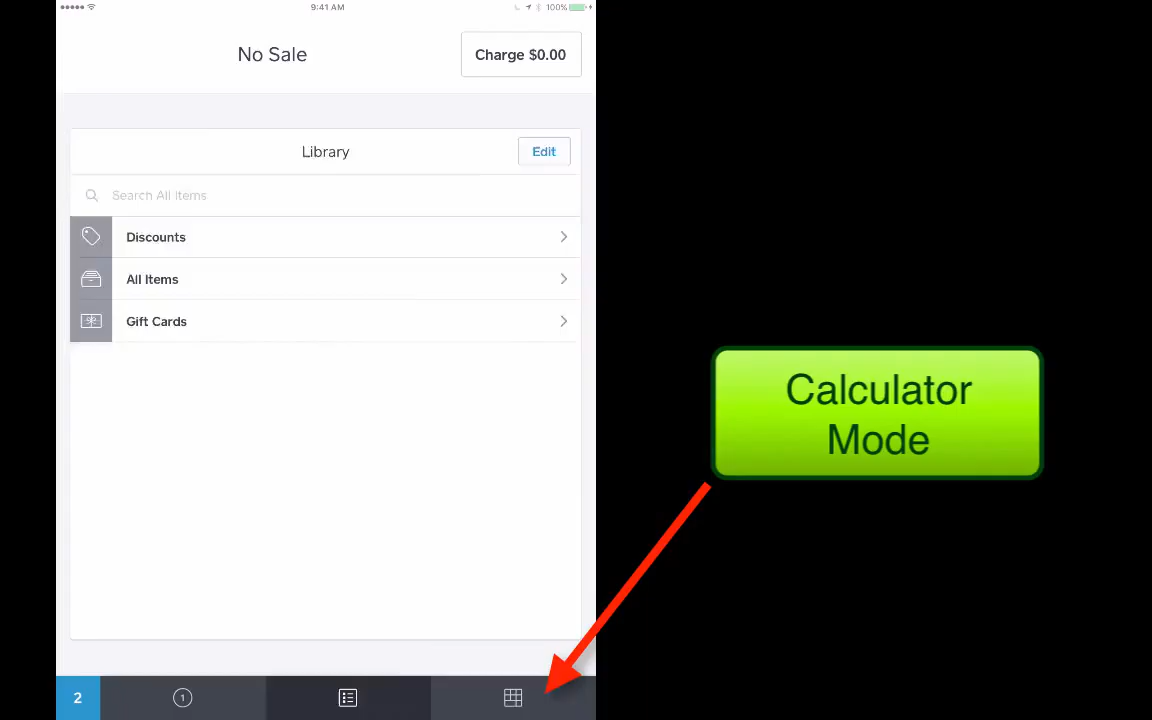 9:41 AM
100%
No Sale
Charge $0.00
Library
Edit
Search All Items
Discounts
All Items
Gift Cards
Calculator
Mode
2
1